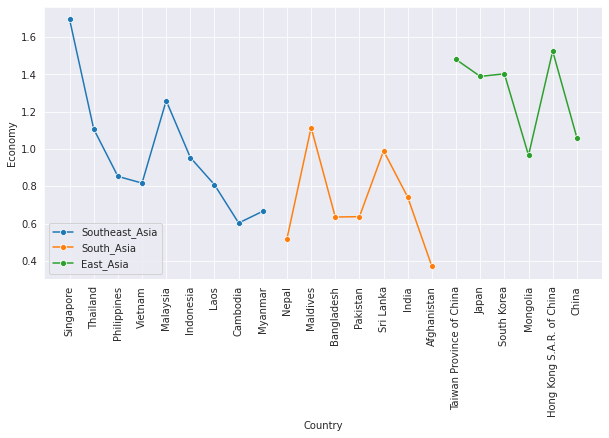 1.6
1.4
1.2
1.0
0.8
0.6
0.4
Economy
Southeast_Asia
South_Asia
East_Asia
Singapore
Thailand
Philippines
Vietnam
Malaysia
Indonesia
Laos
Cambodia
Myanmar
Nepal
Maldives
Bangladesh
Pakistan
Sri Lanka
India
Afghanistan
Taiwan Province of China
Japan
South Korea
Mongolia
Hong Kong S.A.R. of China
China
Country